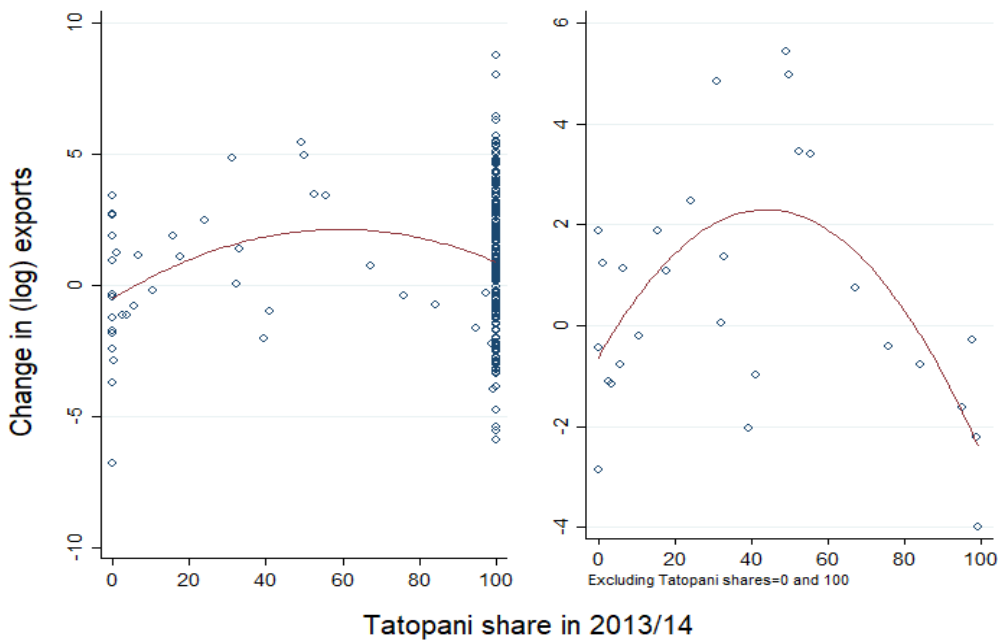 Change in (log) exports
10
5
0
-5
-10
0 20 40 60 80 100
6
4
2
0
-2
-4
0 20 40 60 80 100
Excluding Tatopani shares=0 and 100
Tatopani share in 2013/14